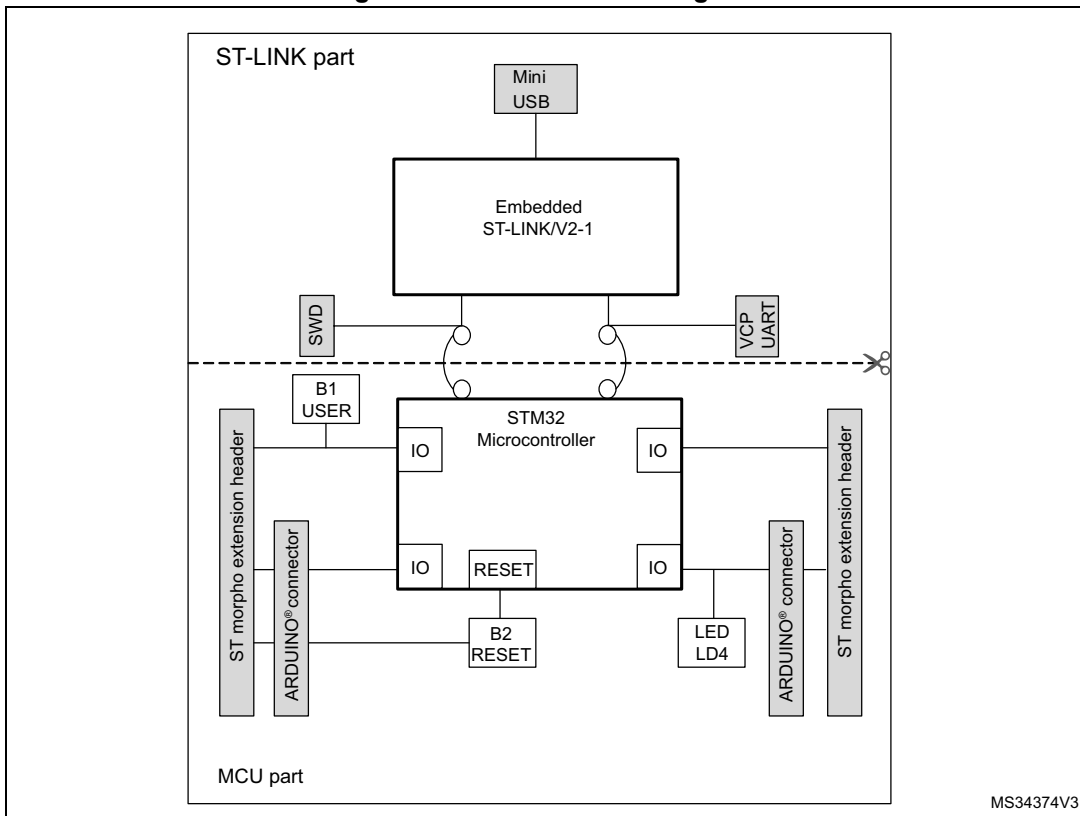 ST-LINK part
Mini
USB
Embedded
ST-LINK/V2-1
SWD
VCP
UART
B1
USER
STM32
Microcontroller
IO
IO
ST morpho extension header
ARDUINO® connector
IO
RESET
IO
B2
RESET
LED
LD4
ARDUINO® connector
ST morpho extension header
MCU part
MS34374V3